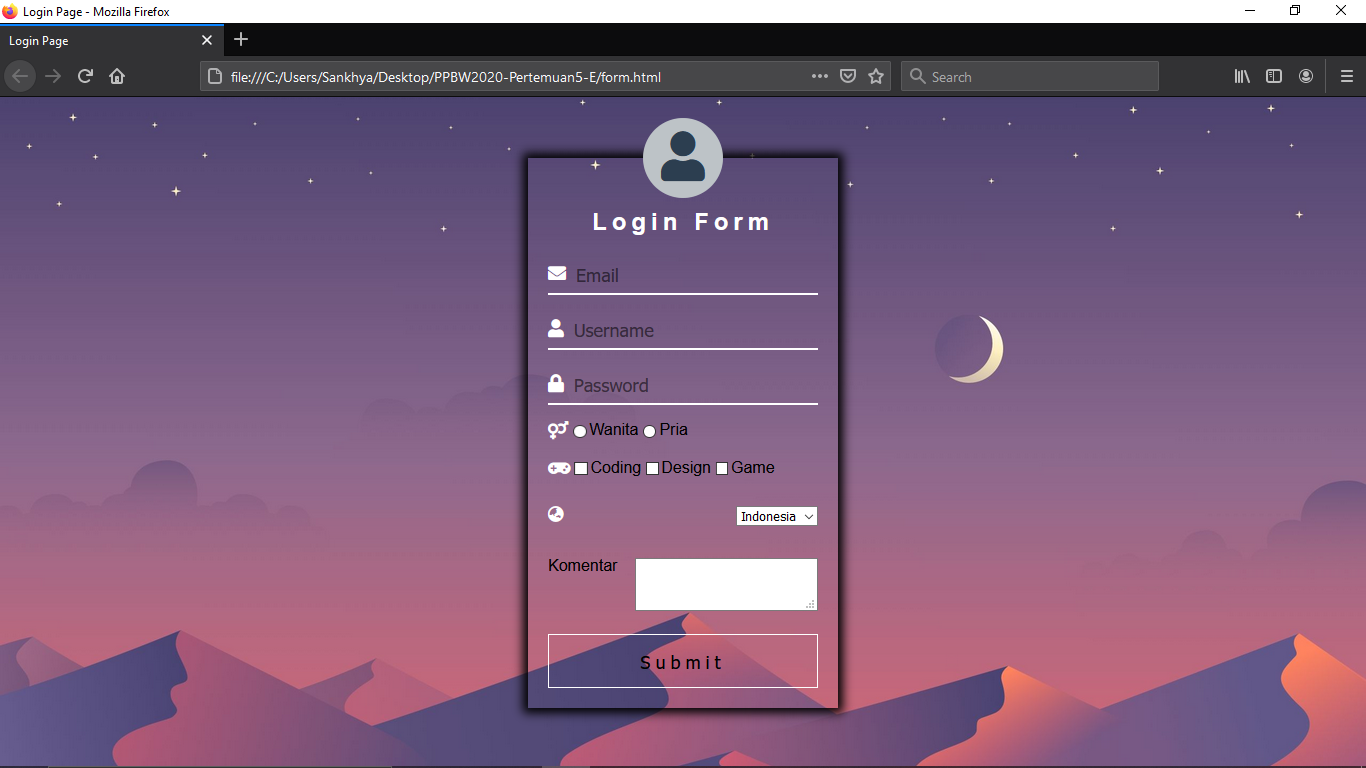 Login Page - Mozilla Firefox
Login Page
file:///C:/Users/Sankhya/Desktop/PPBW2020-Pertemuan5-E/form.html
Search
Login Form
Email
Username
Password
Wanita Pria
Coding Design Game
Indonesia
Komentar
Submit